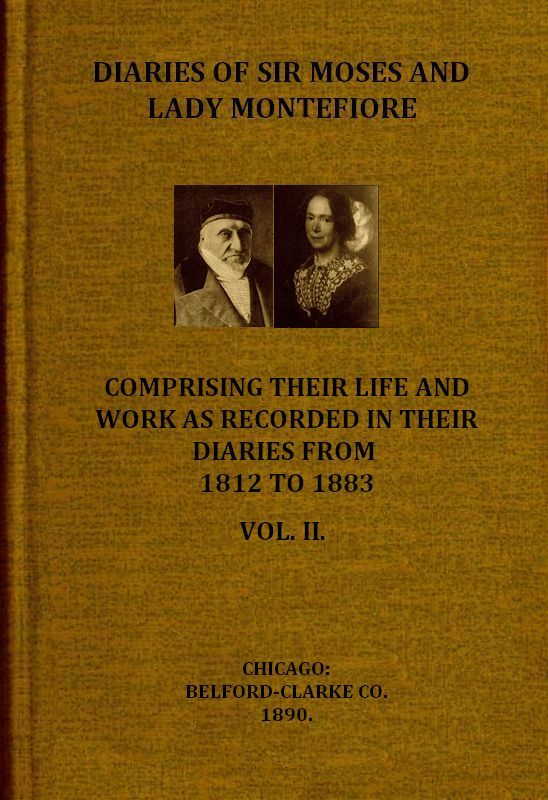 DIARIES OF SIR MOSES AND
LADY MONTEFIORE
COMPRISING THEIR LIFE AND
WORK AS RECORDED IN THEIR
DIARIES FROM
1812 TO 1883
VOL. II.
CHICAGO:
BELFORD-CLARKE CO.
1890.